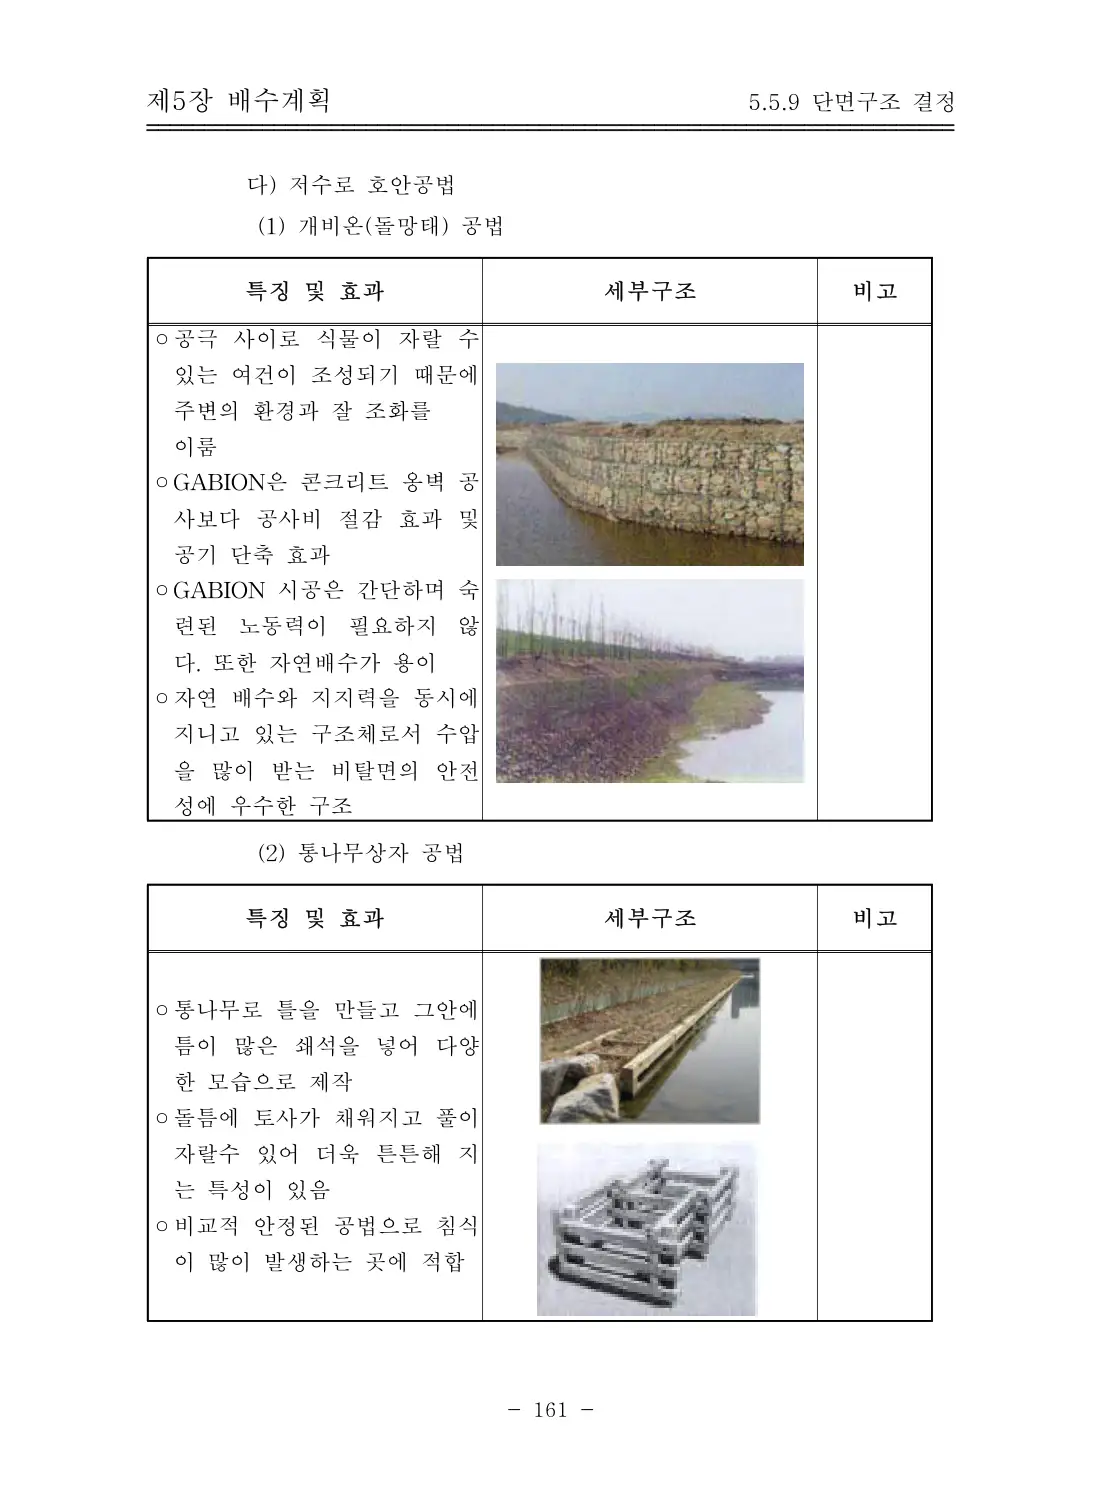 제5장 배수계획 5.5.9 단면구조 결정
다) 저수로 호안공법
(1) 개비온(돌망태) 공법
특징 및 효과 세부구조 비고
○ 공극 사이로 식물이 자랄 수
있는 여건이 조성되기 때문에
주변의 환경과 잘 조화를
이룸
○ GABION은 콘크리트 옹벽 공
사보다 공사비 절감 효과 및
공기 단축 효과
○ GABION 시공은 간단하며 숙
련된 노동력이 필요하지 않
다. 또한 자연배수가 용이
○ 자연 배수와 지지력을 동시에
지니고 있는 구조체로서 수압
을 많이 받는 비탈면의 안전
성에 우수한 구조
(2) 통나무상자 공법
특징 및 효과 세부구조 비고
○ 통나무로 틀을 만들고 그안에
틈이 많은 쇄석을 넣어 다양
한 모습으로 제작
○ 돌틈에 토사가 채워지고 풀이
자랄수 있어 더욱 튼튼해 지
는 특성이 있음
○ 비교적 안정된 공법으로 침식
이 많이 발생하는 곳에 적합
- 161 -